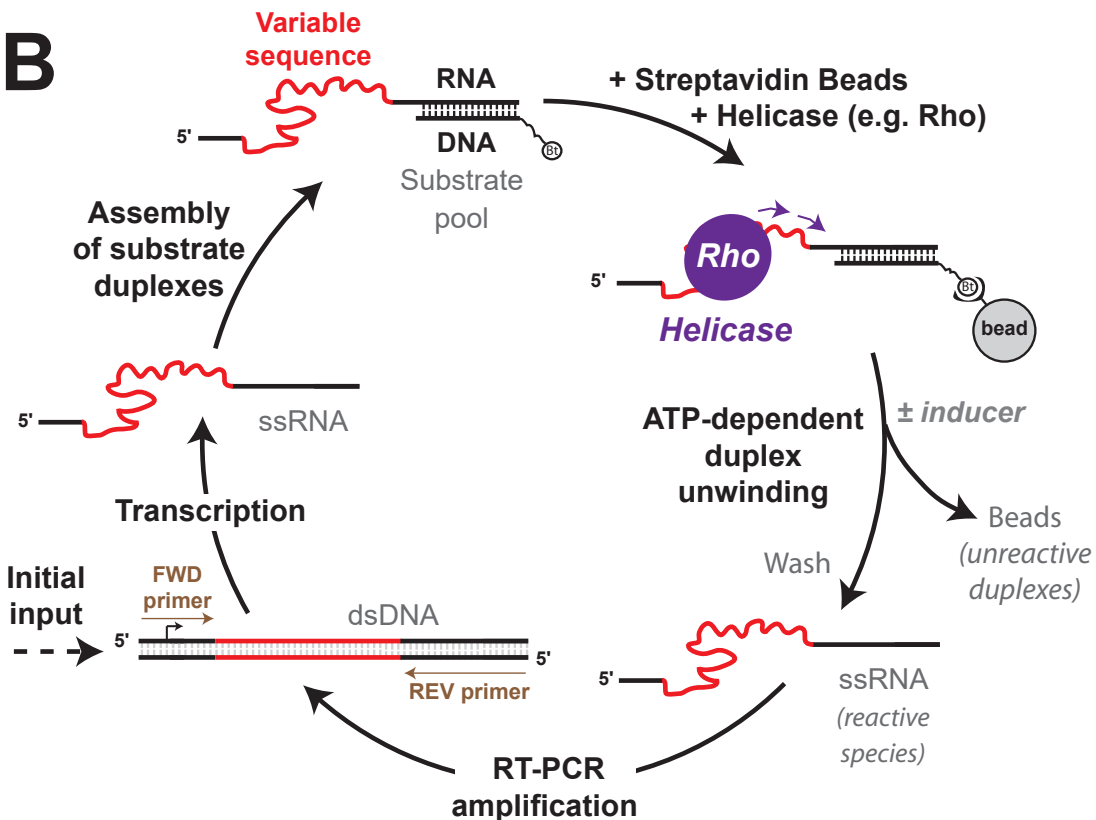 B
Variable
sequence
RNA
5'
DNA
Bt
Substrate
pool
+ Streptavidin Beads
+ Helicase (e.g. Rho)
Rho
5'
Helicase
Bt
bead
ATP-dependent
duplex
unwinding
± inducer
Beads
(unreactive
duplexes)
Wash
5'
ssRNA
(reactive
species)
RT-PCR
amplification
Initial
input
FWD
primer
dsDNA
5'
5'
REV primer
Transcription
5'
ssRNA
Assembly
of substrate
duplexes